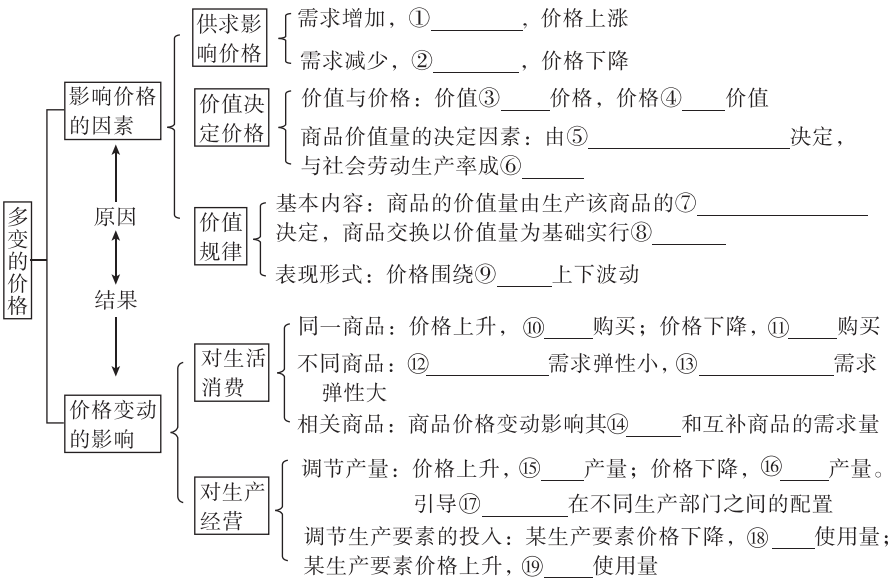 多变的价格
影响价格
的因素
原因
结果
价格变动
的影响
供求影
响价格
需求增加，①________，价格上涨
需求减少，②________，价格下降
价值决
定价格
价值与价格：价值③____价格，价格④____价值
商品价值量的决定因素：由⑤________________决定，
与社会劳动生产率成⑥_____
价值
规律
基本内容：商品的价值量由生产该商品的⑦______________
决定，商品交换以价值量为基础实行⑧______
表现形式：价格围绕⑨____上下波动
对生活
消费
同一商品：价格上升，⑩____购买；价格下降，⑪____购买
不同商品：⑫__________需求弹性小，⑬___________需求
弹性大
相关商品：商品价格变动影响其⑭____和互补商品的需求量
对生产
经营
调节产量：价格上升，⑮____产量；价格下降，⑯____产量。
引导⑰_______在不同生产部门之间的配置
调节生产要素的投入：某生产要素价格下降，⑱____使用量；
某生产要素价格上升，⑲____使用量